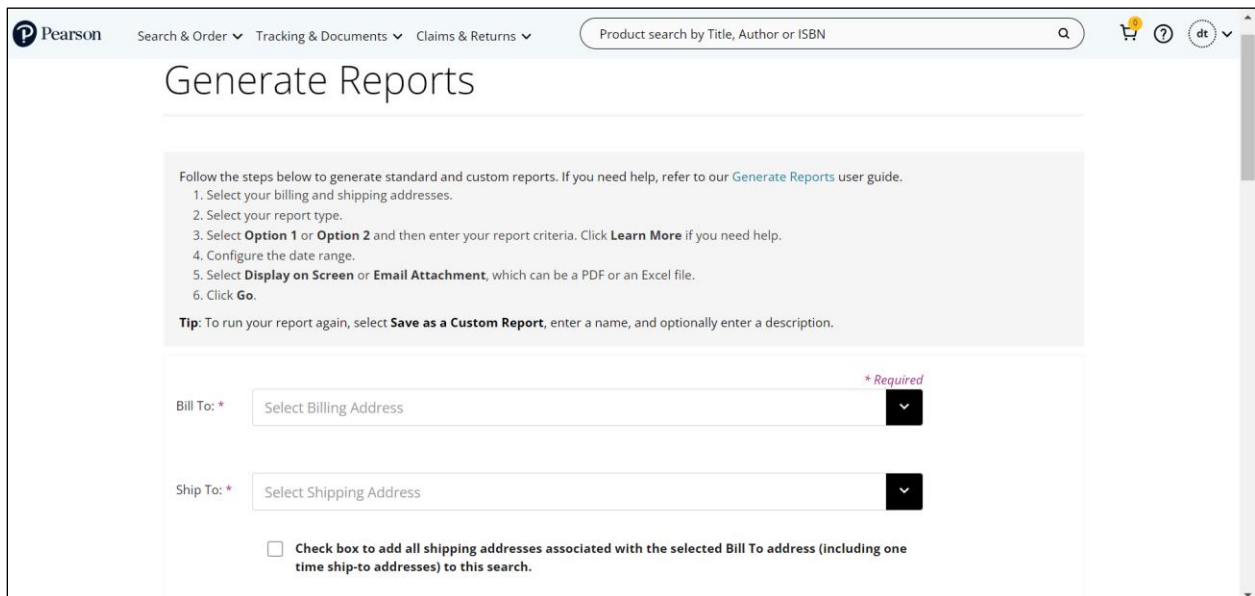 Pearson
Search & Order Tracking & Documents Claims & Returns Product search by Title, Author or ISBN 0 ? dt
Generate Reports
Follow the steps below to generate standard and custom reports. If you need help, refer to our Generate Reports user guide.
1. Select your billing and shipping addresses.
2. Select your report type.
3. Select Option 1 or Option 2 and then enter your report criteria. Click Learn More if you need help.
4. Configure the date range.
5. Select Display on Screen or Email Attachment, which can be a PDF or an Excel file.
6. Click Go.
Tip: To run your report again, select Save as a Custom Report, enter a name, and optionally enter a description.
* Required
Bill To: * Select Billing Address
Ship To: * Select Shipping Address
Check box to add all shipping addresses associated with the selected Bill To address (including one
time ship-to addresses) to this search.